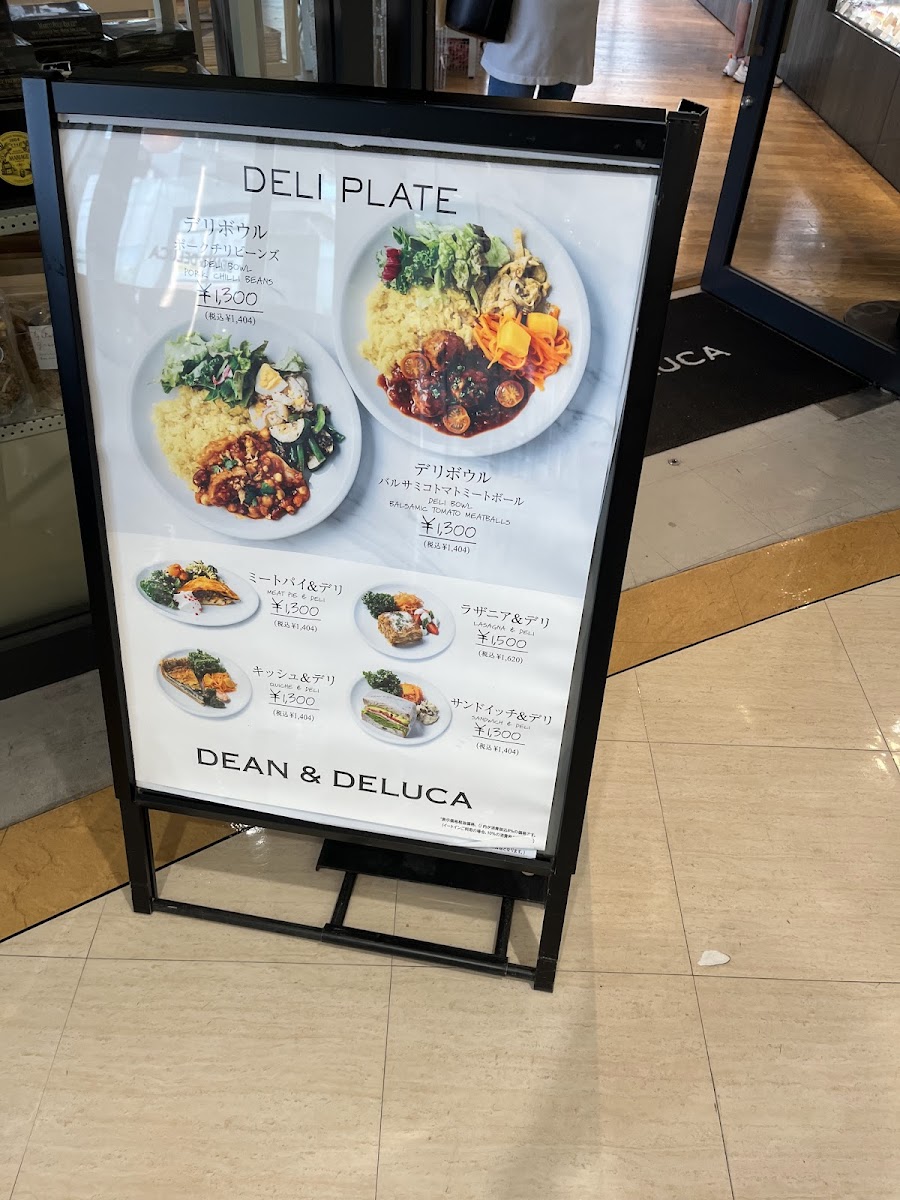 DELI PLATE
デリボウル
ポークチリビーンズ
DELI BOWL
PORK CHILLI BEANS
¥1,300
(税込¥1,404)
デリボウル
バルサミコトマトミートボール
DELI BOWL
BALSAMIC TOMATO MEATBALLS
¥1,300
(税込¥1,404)
ミートパイ&デリ
MEAT PIE & DELI
¥1,300
(税込¥1,404)
ラザニア&デリ
LASAGNA & DELI
¥1,500
(税込¥1,620)
キッシュ&デリ
QUICHE & DELI
¥1,300
(税込¥1,404)
サンドイッチ&デリ
SANDWICH & DELI
¥1,300
(税込¥1,404)
DEAN & DELUCA
LUCA